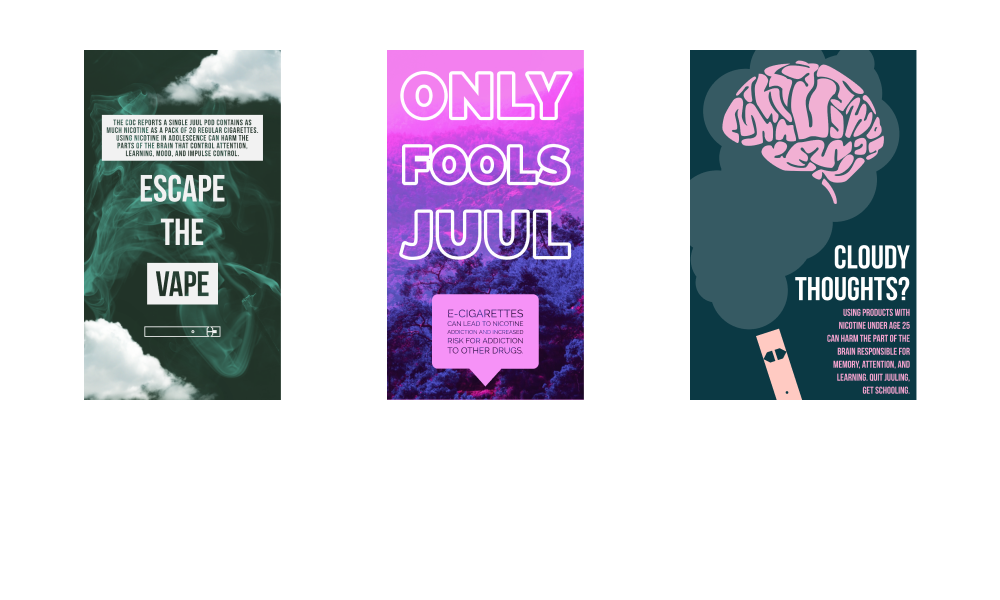 THE CDC REPORTS A SINGLE JUUL POD CONTAINS AS
MUCH NICOTINE AS A PACK OF 20 REGULAR CIGARETTES.
USING NICOTINE IN ADOLESCENCE CAN HARM THE
PARTS OF THE BRAIN THAT CONTROL ATTENTION,
LEARNING, MOOD, AND IMPULSE CONTROL.
ESCAPE
THE
VAPE
ONLY
FOOLS
JUUL
E-CIGARETTES
CAN LEAD TO NICOTINE
ADDICTION AND INCREASED
RISK FOR ADDICTION
TO OTHER DRUGS.
CLOUDY
THOUGHTS?
USING PRODUCTS WITH
NICOTINE UNDER AGE 25
CAN HARM THE PART OF THE
BRAIN RESPONSIBLE FOR
MEMORY, ATTENTION, AND
LEARNING. QUIT JUULING,
GET SCHOOLING.